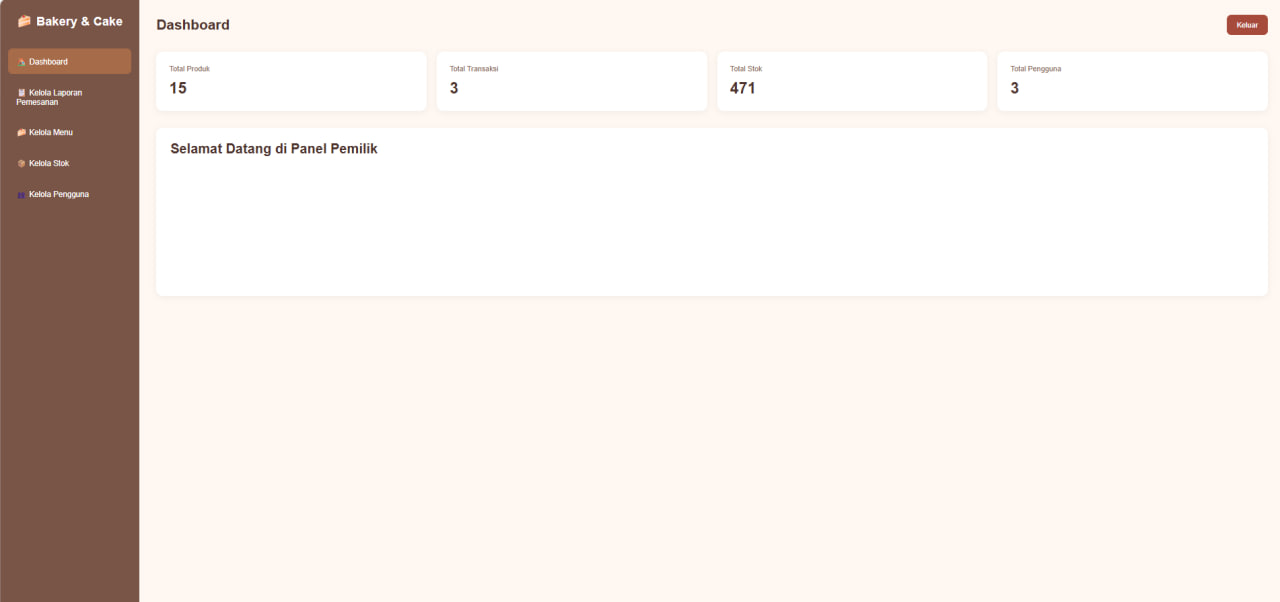 🍰 Bakery & Cake
Dashboard
Kelola Laporan
Pemesanan
Kelola Menu
Kelola Stok
Kelola Pengguna
Dashboard
Keluar
Total Produk
15
Total Transaksi
3
Total Stok
471
Total Pengguna
3
Selamat Datang di Panel Pemilik